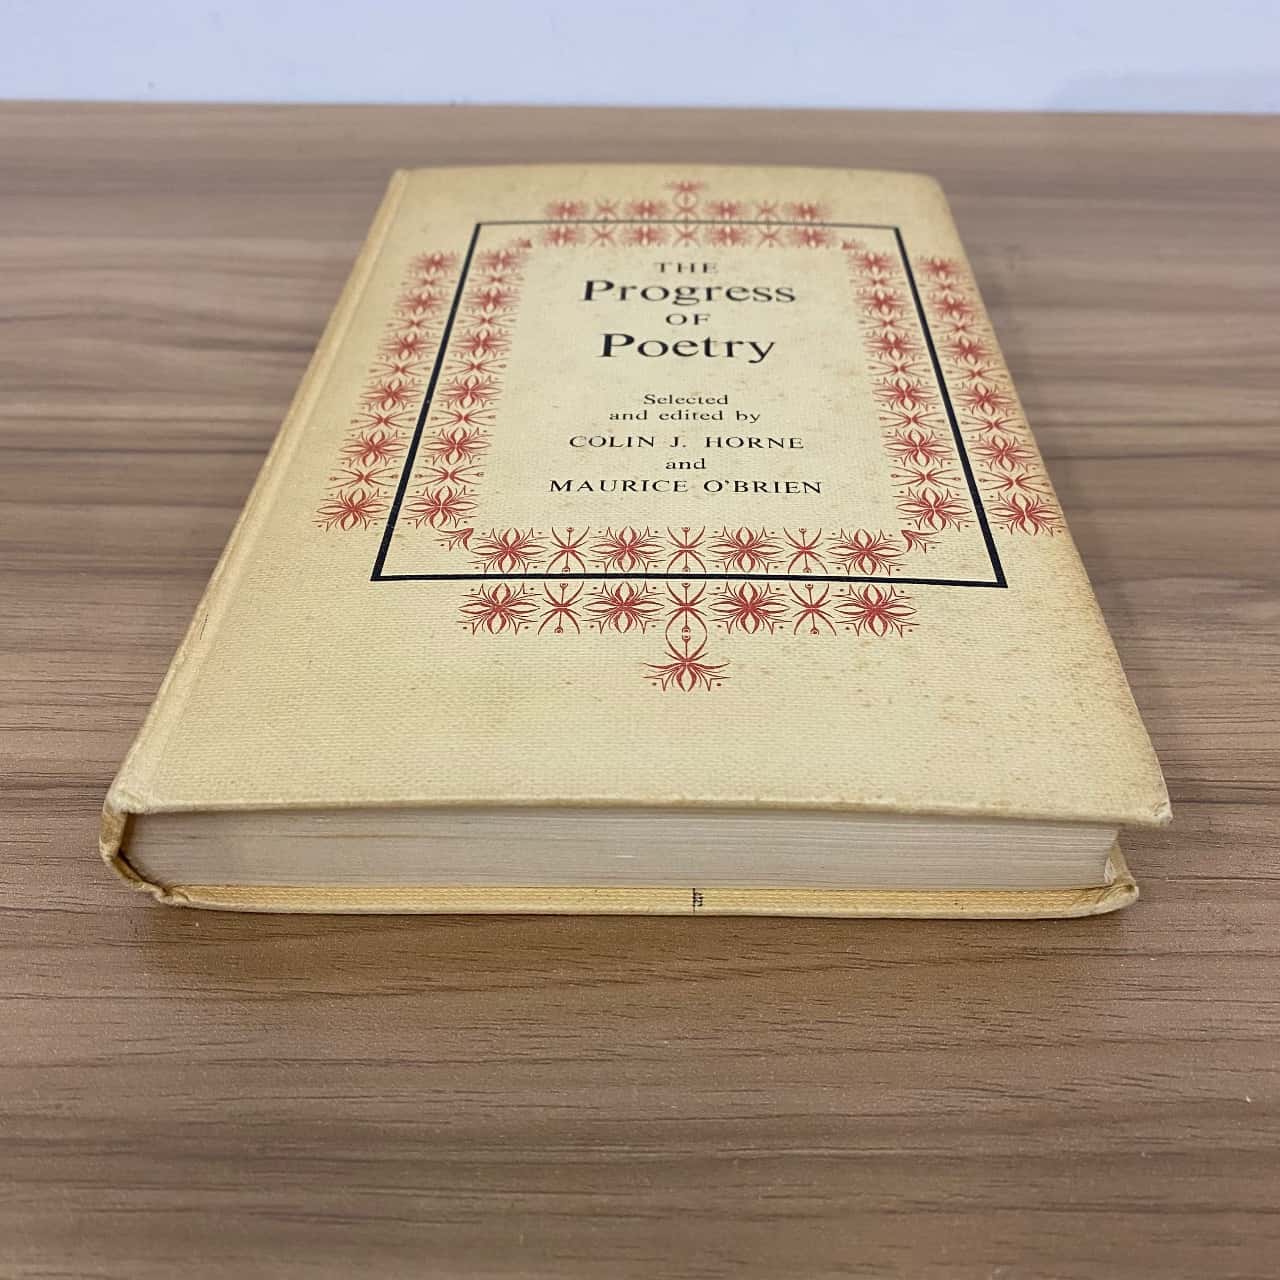 THE
Progress
OF
Poetry
Selected
and edited by
COLIN J. HORNE
and
MAURICE O'BRIEN